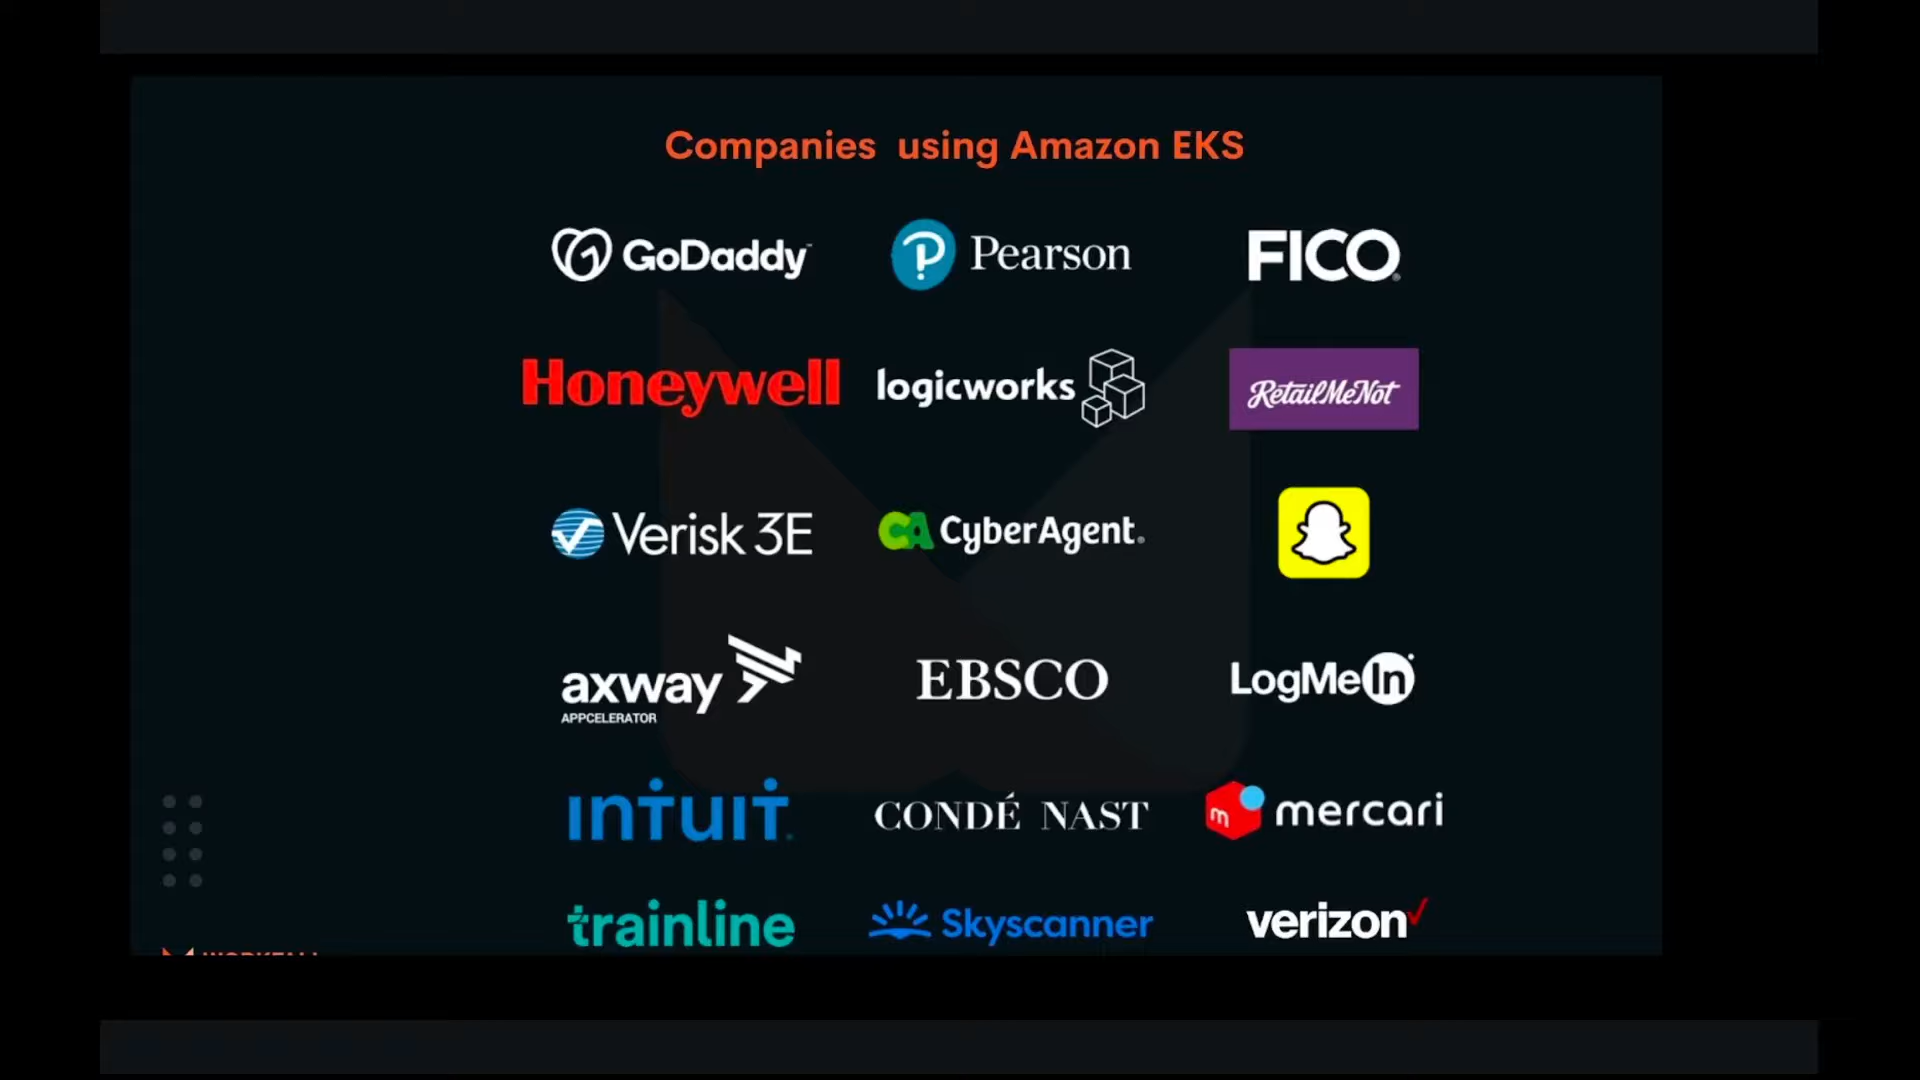 Companies using Amazon EKS
GoDaddy™ Pearson FICO®
Honeywell logicworks RetailMeNot
Verisk 3E CyberAgent®
axway EBSCO LogMeIn
APPCELERATOR
INTUIT CONDÉ NAST m mercari
trainline Skyscanner verizon